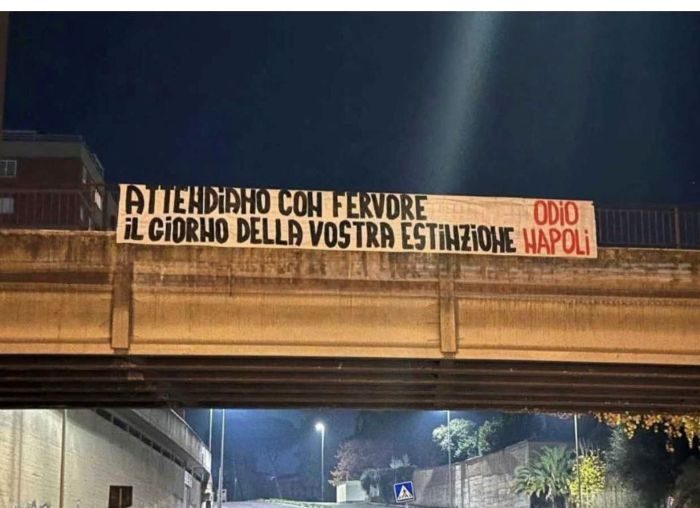 ATTENDIAMO CON FERVORE
iL GiORNO DELLA VOSTRA ESTiNZiONE
ODiO
NAPOLi